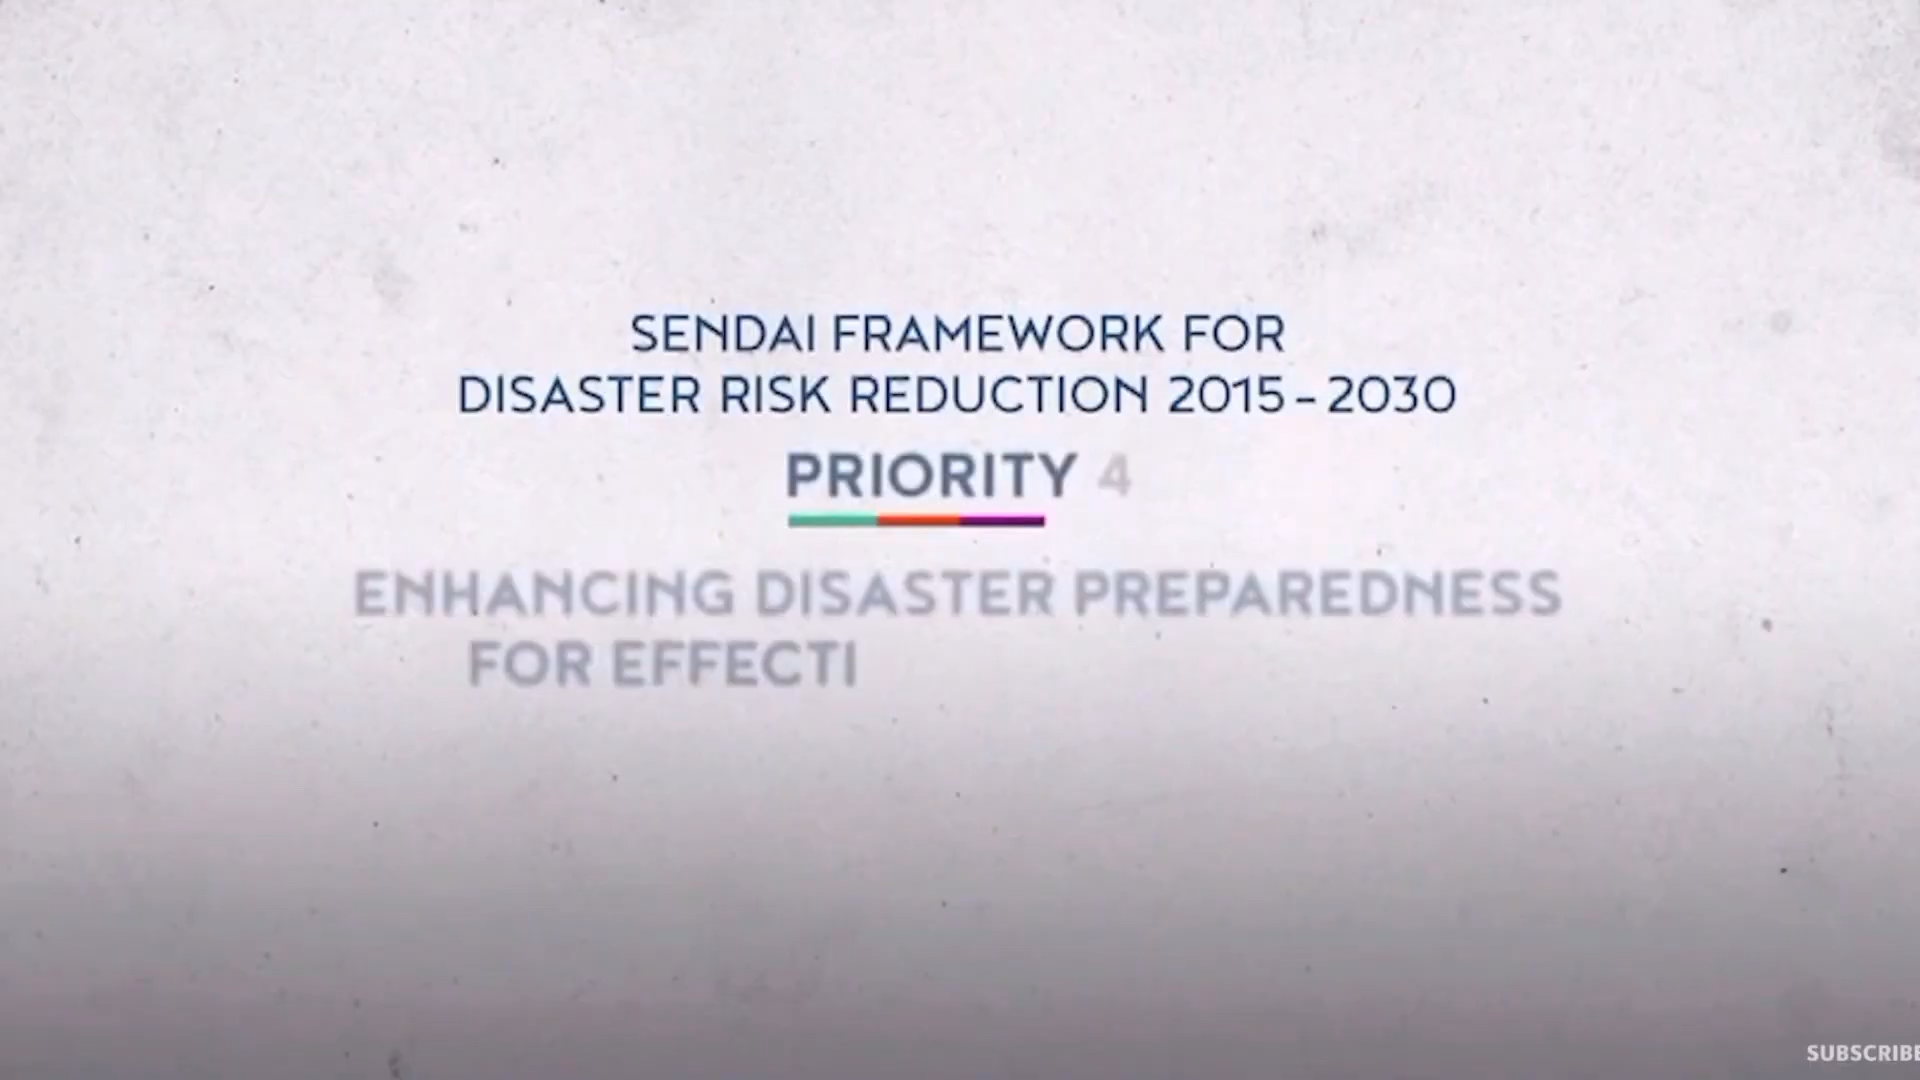 SENDAI FRAMEWORK FOR
DISASTER RISK REDUCTION 2015-2030
PRIORITY 4
ENHANCING DISASTER PREPAREDNESS
FOR EFFECTI
SUBSCRIBE